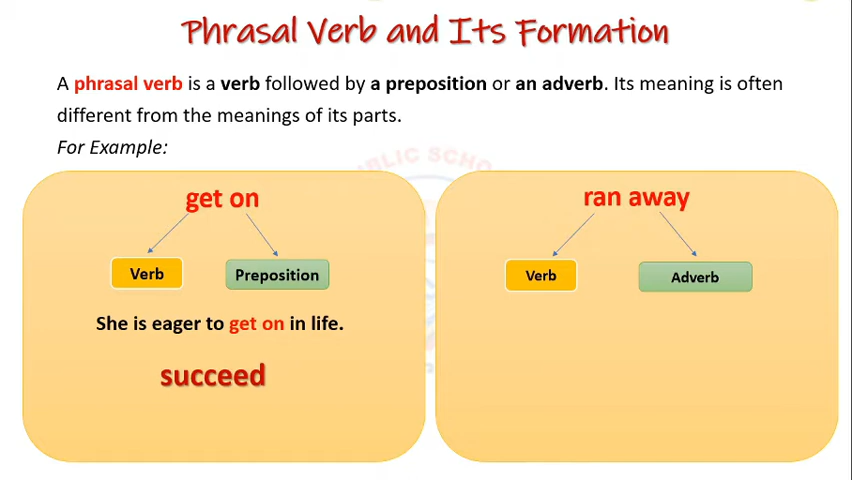 Phrasal Verb and Its Formation
A phrasal verb is a verb followed by a preposition or an adverb. Its meaning is often
different from the meanings of its parts.
For Example:
get on
Verb
Preposition
She is eager to get on in life.
succeed
ran away
Verb
Adverb